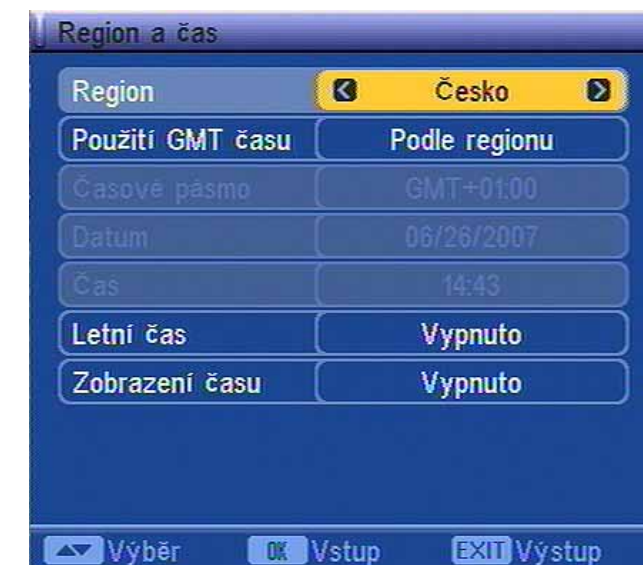 Region a čas
Region Česko
Použití GMT času Podle regionu
Časové pásmo GMT+01:00
Datum 06/26/2007
Čas 14:43
Letní čas Vypnuto
Zobrazení času Vypnuto
Výběr OK Vstup EXIT Výstup